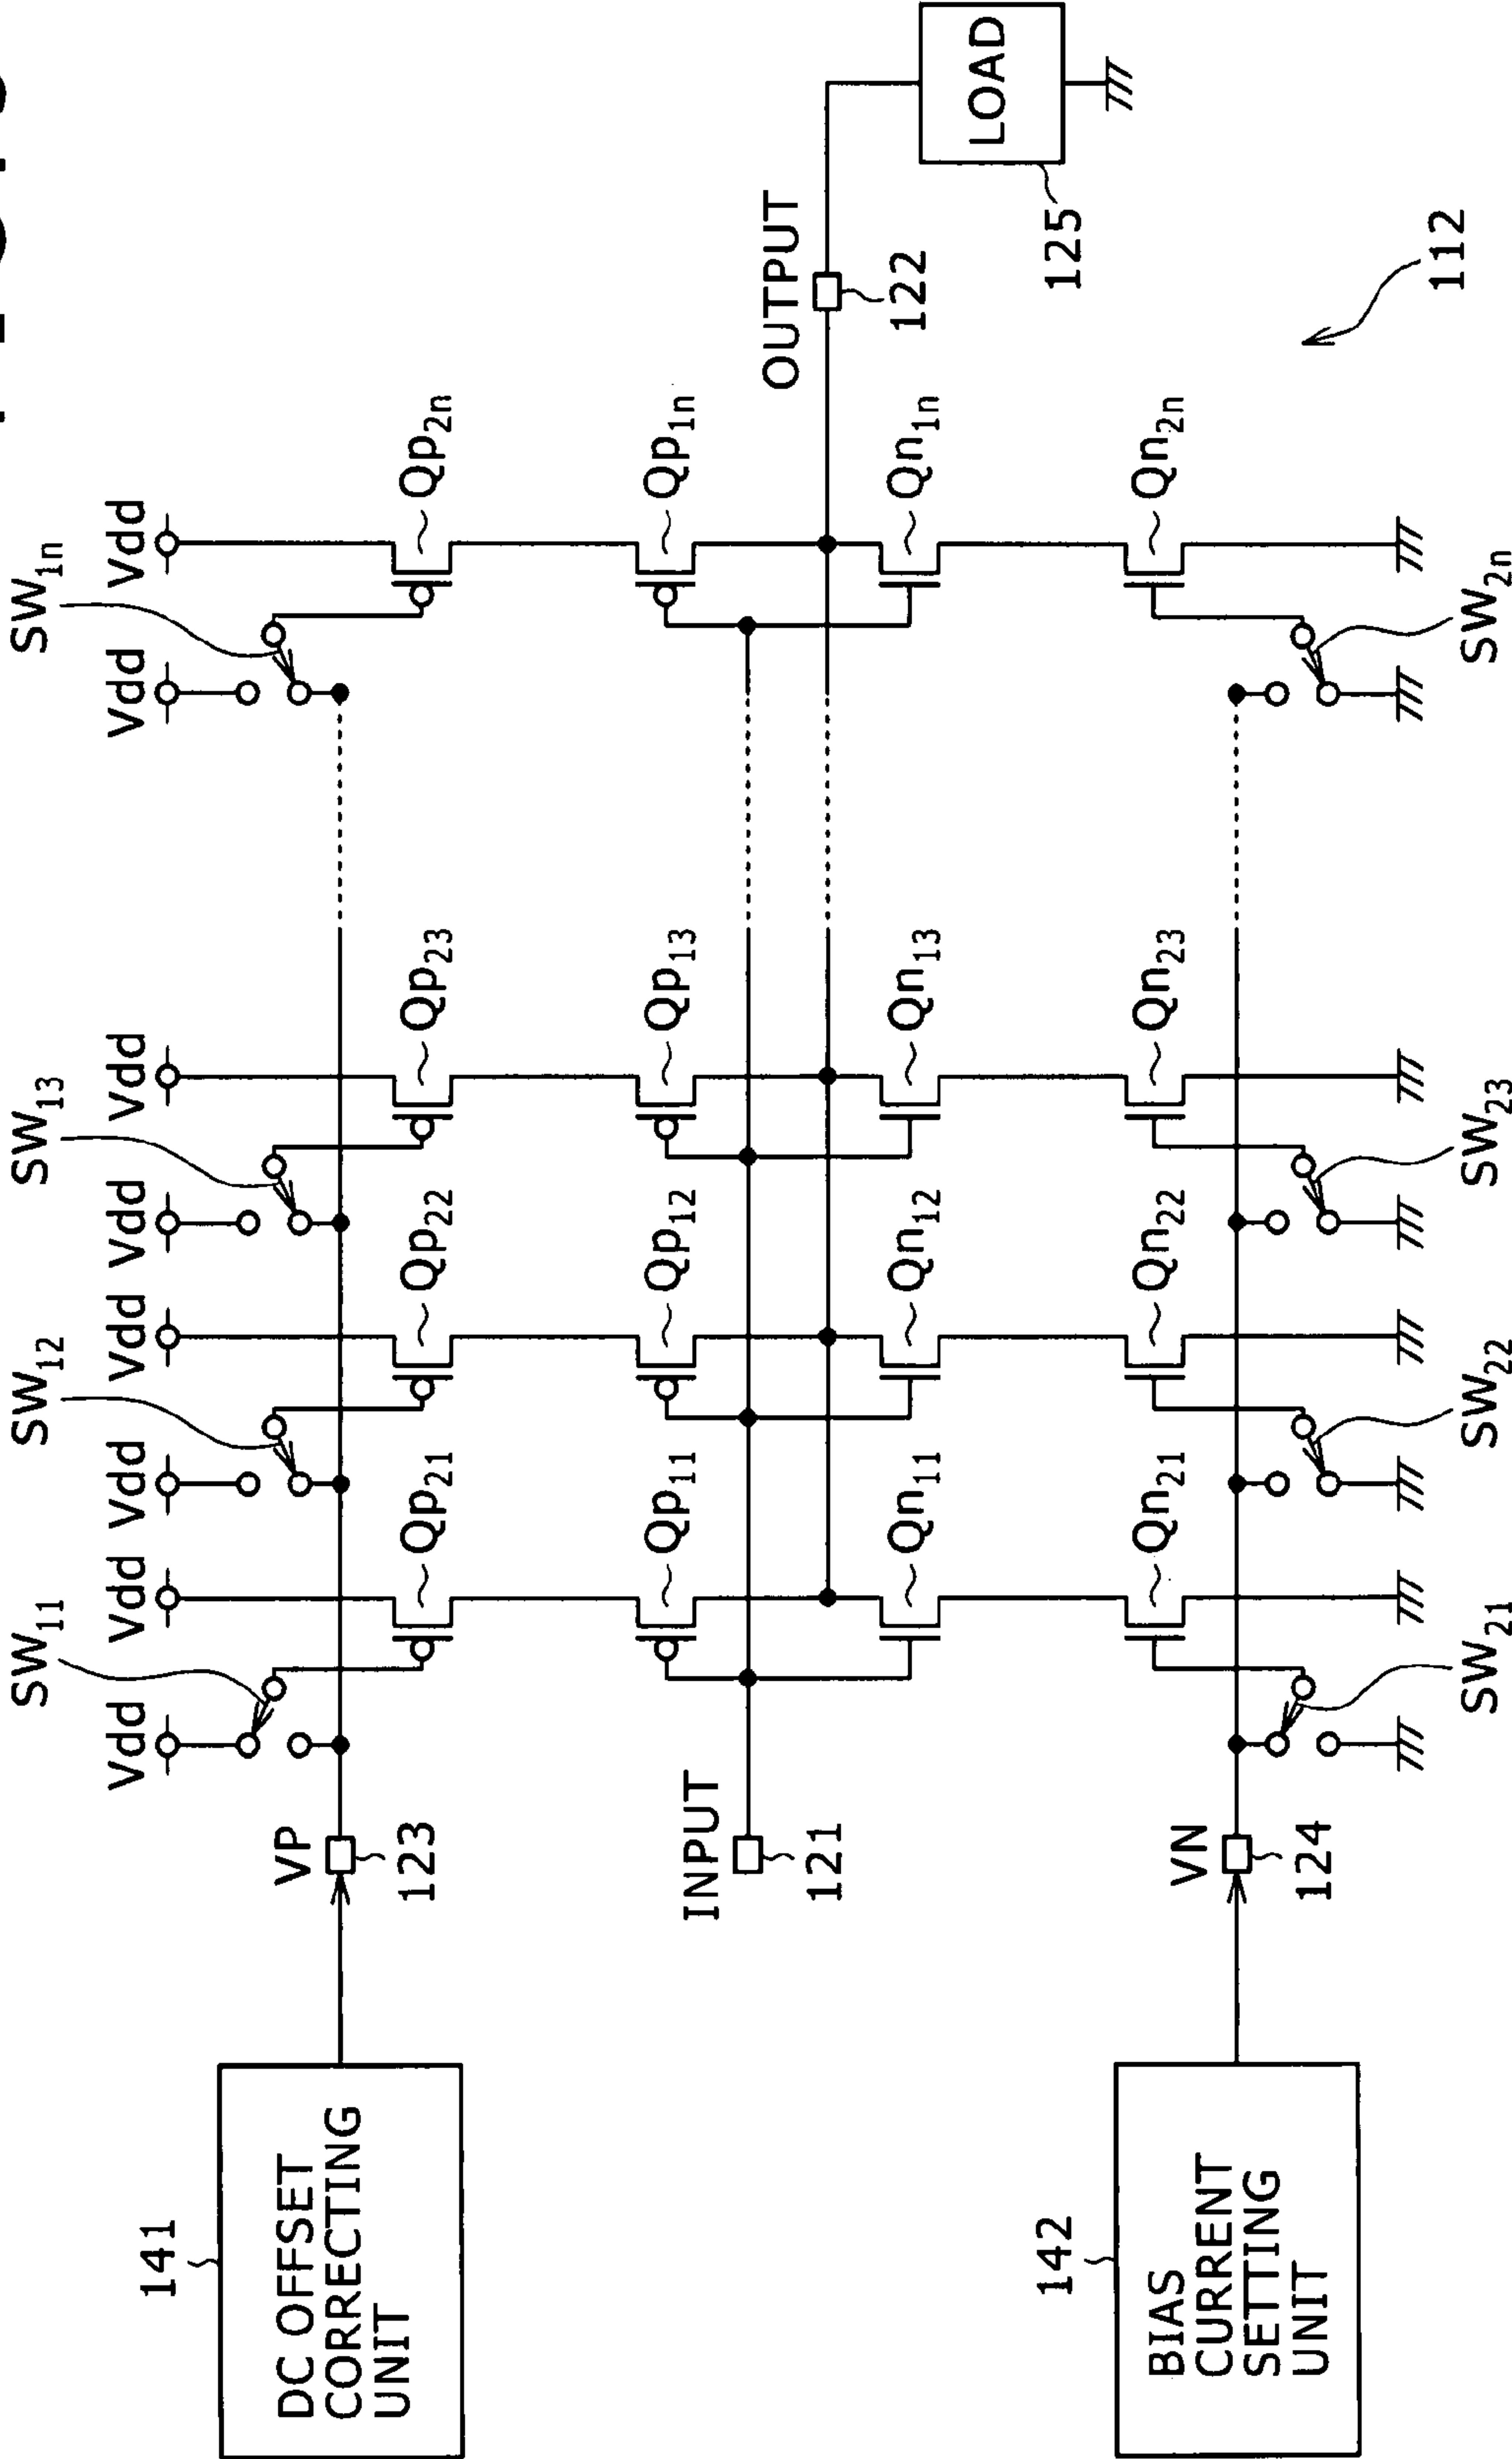 SW11
SW12
SW13
SW1n
Vdd
Vdd
Vdd
Vdd
Vdd
Vdd
Vdd
Vdd
141
DC OFFSET
CORRECTING
UNIT
VP
123
Qp21
Qp22
Qp23
Qp2n
Qp11
Qp12
Qp13
Qp1n
INPUT
121
OUTPUT
122
LOAD
125
Qn11
Qn12
Qn13
Qn1n
Qn21
Qn22
Qn23
Qn2n
142
BIAS
CURRENT
SETTING
UNIT
VN
124
112
SW21
SW22
SW23
SW2n